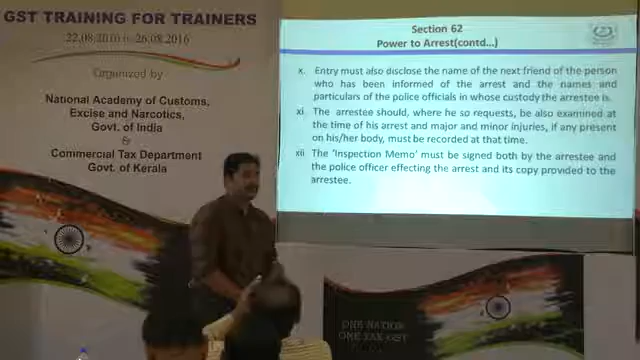 GST TRAINING FOR TRAINERS
22.08.2016 to 26.08.2016
Organized by
National Academy of Customs,
Excise and Narcotics,
Govt. of India
&
Commercial Tax Department
Govt. of Kerala
Section 62
Power to Arrest(contd...)
x. Entry must also disclose the name of the next friend of the person
who has been informed of the arrest and the names and
particulars of the police officials in whose custody the arrestee is.
xi The arrestee should, where he so requests, be also examined at
the time of his arrest and major and minor injuries, if any present
on his/her body, must be recorded at that time.
xii The 'Inspection Memo' must be signed both by the arrestee and
the police officer effecting the arrest and its copy provided to the
arrestee.
ONE NATION
ONE TAX GST